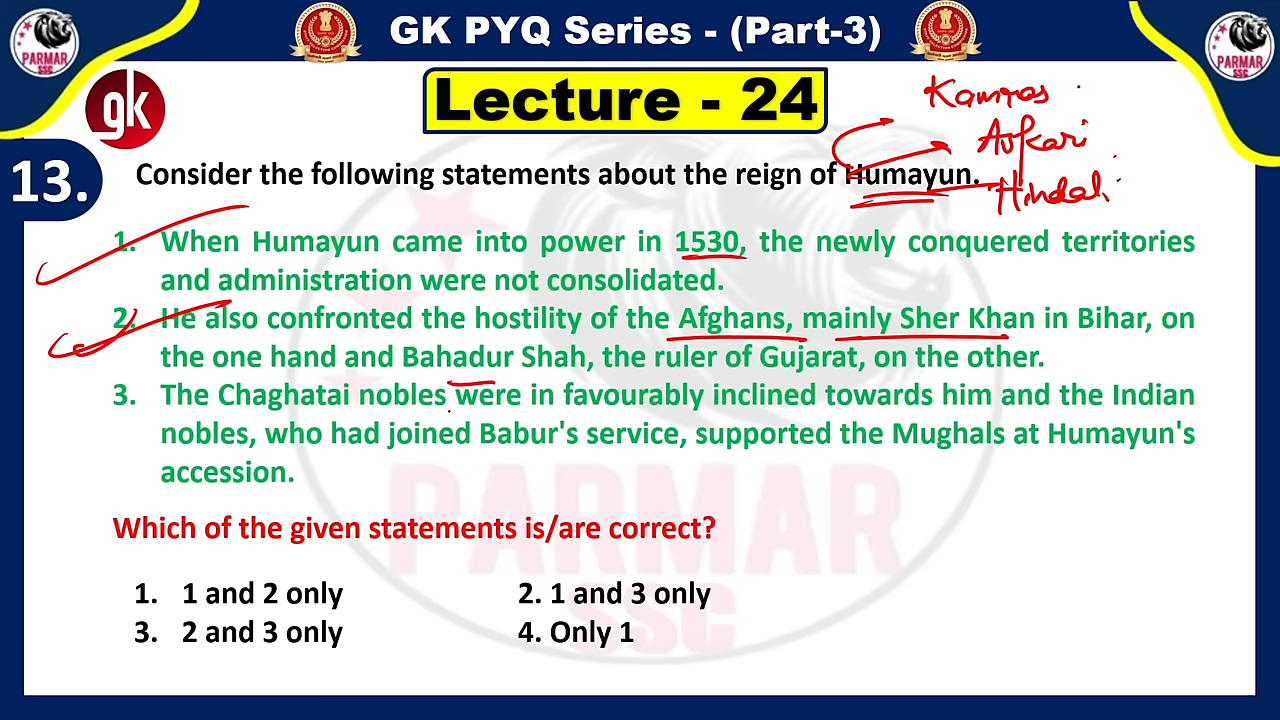 PARMAR
SSC
GK PYQ Series - (Part-3)
PARMAR
SSC
gk
Lecture - 24
Kamras
Askari
Hindal
13.
Consider the following statements about the reign of Humayun.
1. When Humayun came into power in 1530, the newly conquered territories
and administration were not consolidated.
2. He also confronted the hostility of the Afghans, mainly Sher Khan in Bihar, on
the one hand and Bahadur Shah, the ruler of Gujarat, on the other.
3. The Chaghatai nobles were in favourably inclined towards him and the Indian
nobles, who had joined Babur's service, supported the Mughals at Humayun's
accession.
PARMAR
SSC
Which of the given statements is/are correct?
1. 1 and 2 only
2. 1 and 3 only
3. 2 and 3 only
4. Only 1